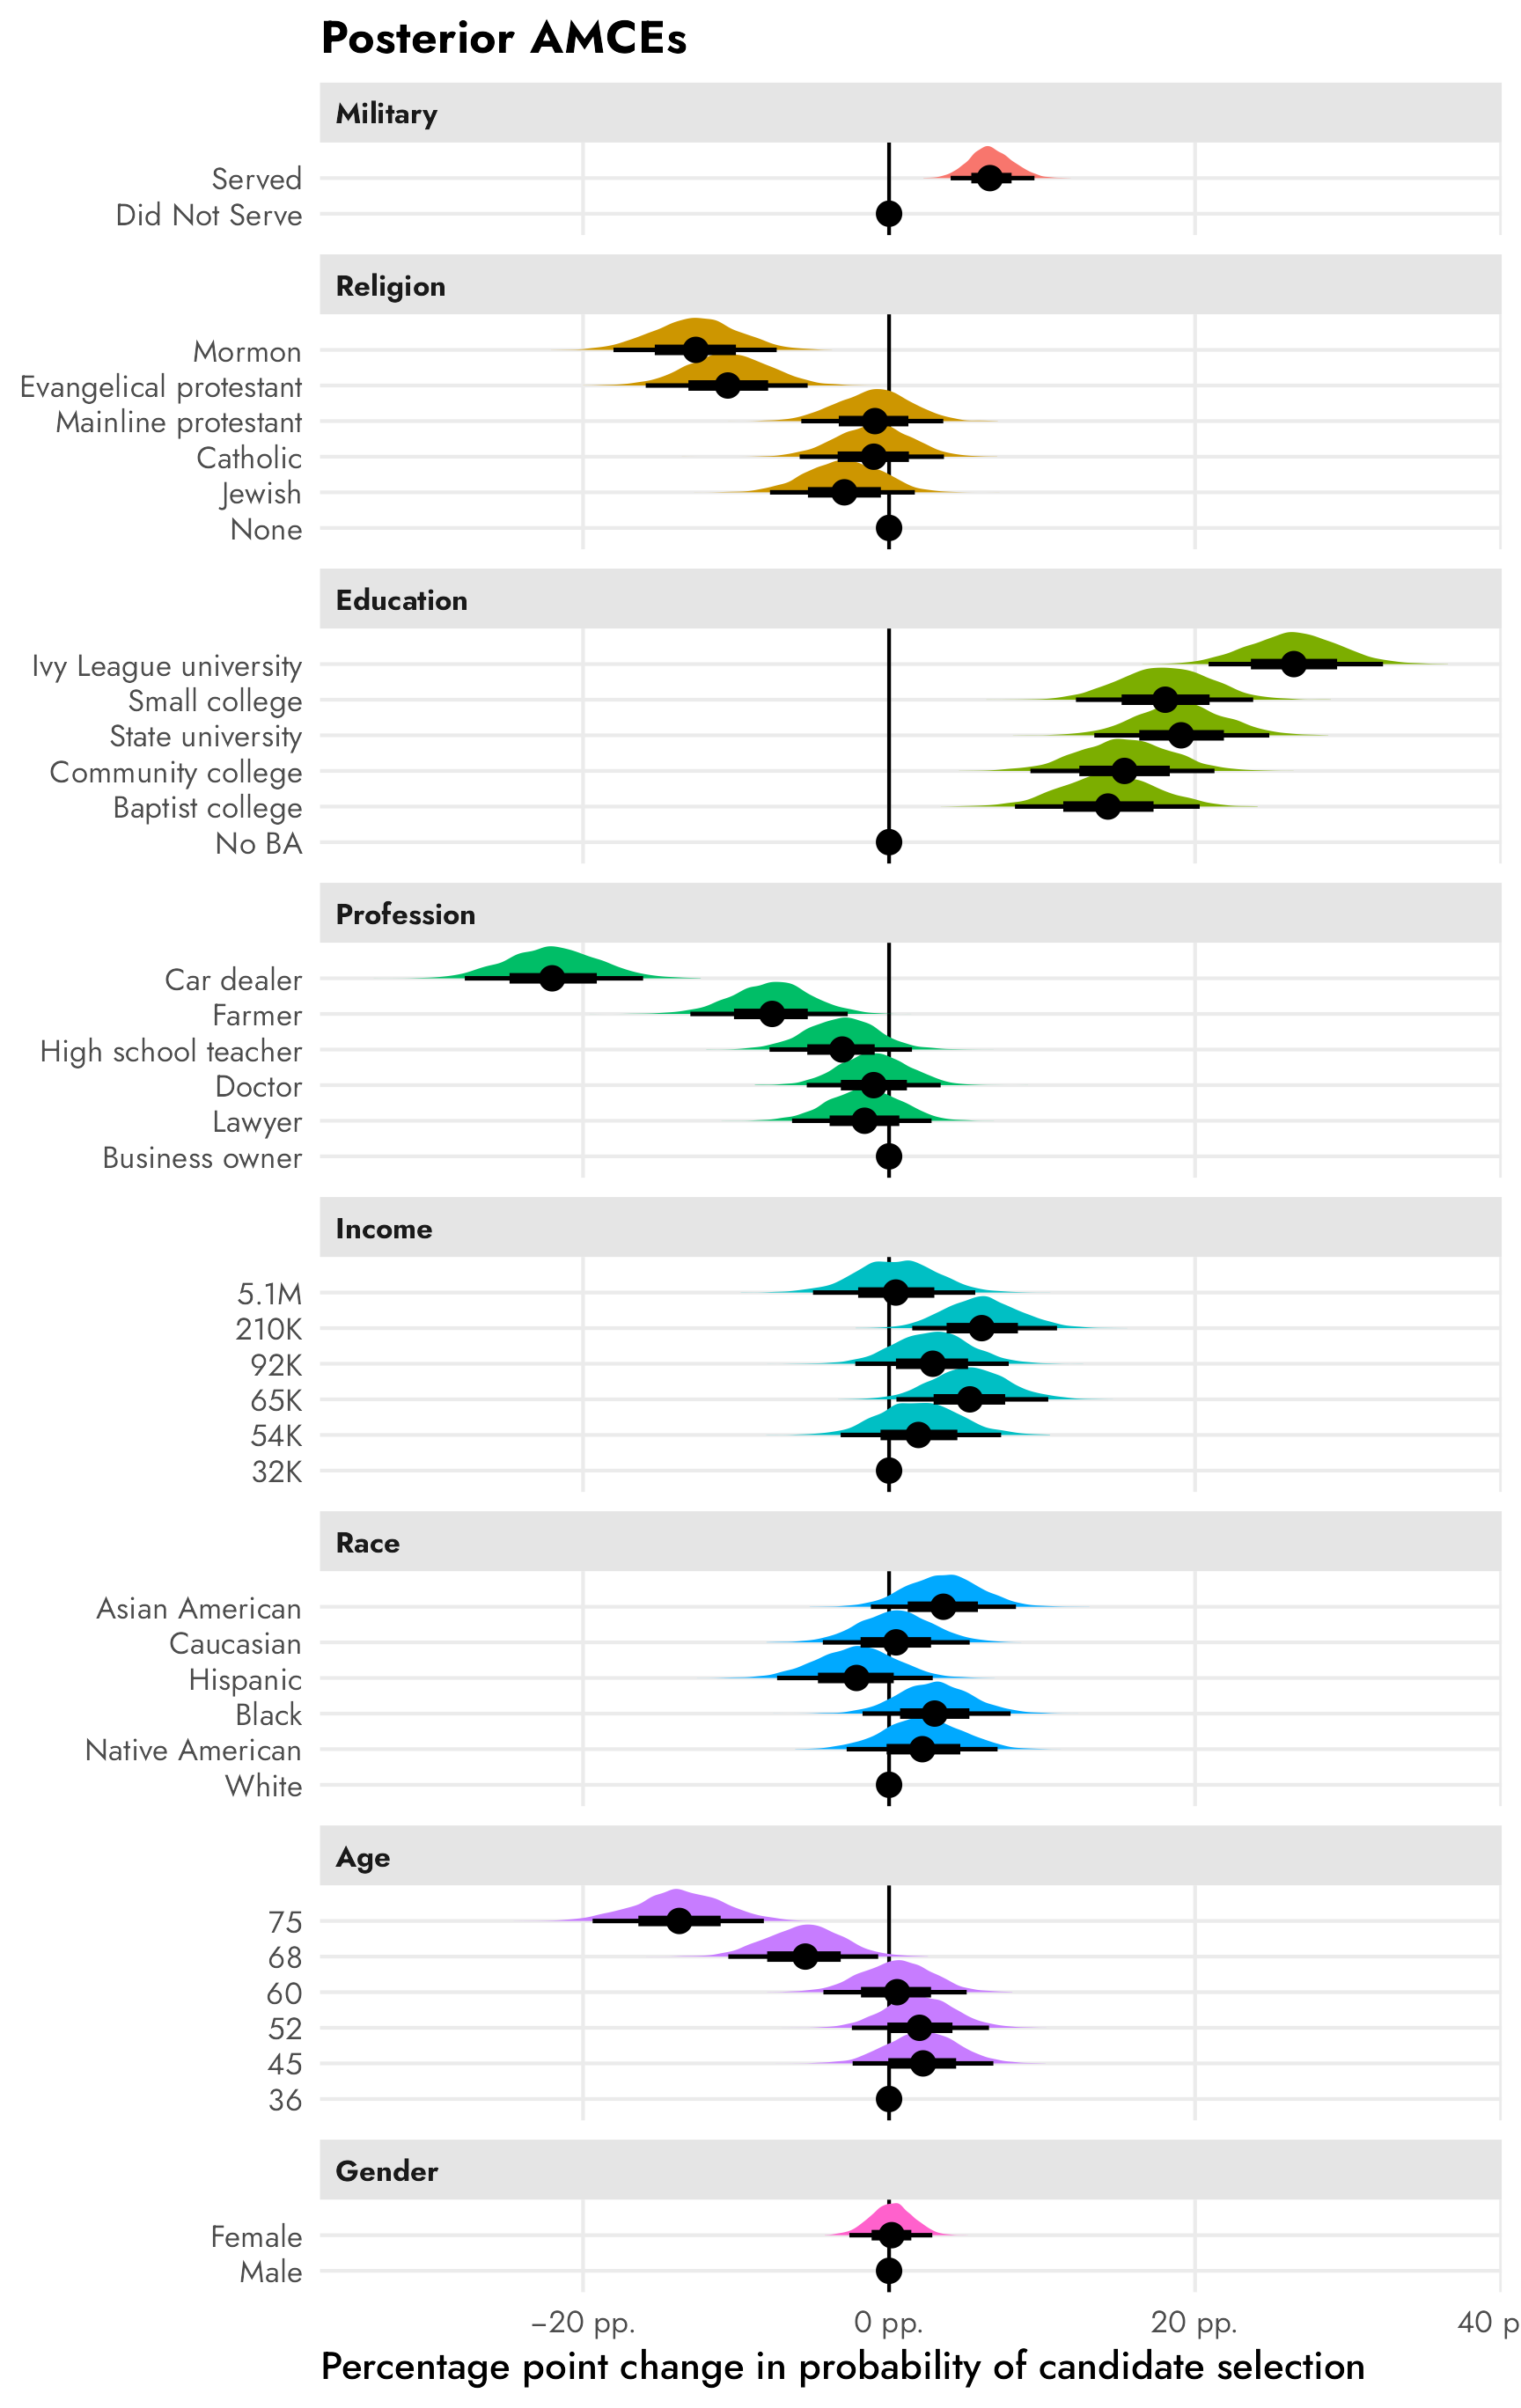 Posterior AMCEs
Military
Served
Did Not Serve
Religion
Mormon
Evangelical protestant
Mainline protestant
Catholic
Jewish
None
Education
Ivy League university
Small college
State university
Community college
Baptist college
No BA
Profession
Car dealer
Farmer
High school teacher
Doctor
Lawyer
Business owner
Income
5.1M
210K
92K
65K
54K
32K
Race
Asian American
Caucasian
Hispanic
Black
Native American
White
Age
75
68
60
52
45
36
Gender
Female
Male
−20 pp. 0 pp. 20 pp. 40 p
Percentage point change in probability of candidate selection